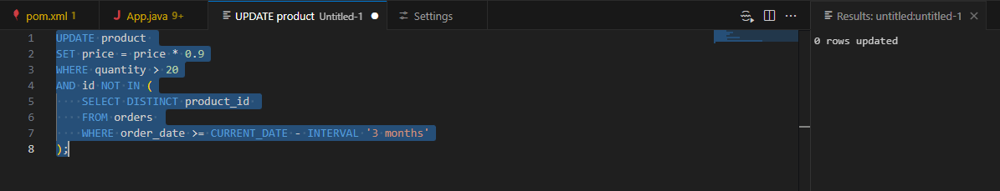 pom.xml 1 App.java 9+ UPDATE product Untitled-1 Settings Results: untitled:untitled-1
1 UPDATE product
2 SET price = price * 0.9
3 WHERE quantity > 20
4 AND id NOT IN (
5 SELECT DISTINCT product_id
6 FROM orders
7 WHERE order_date >= CURRENT_DATE - INTERVAL '3 months'
8 );
0 rows updated